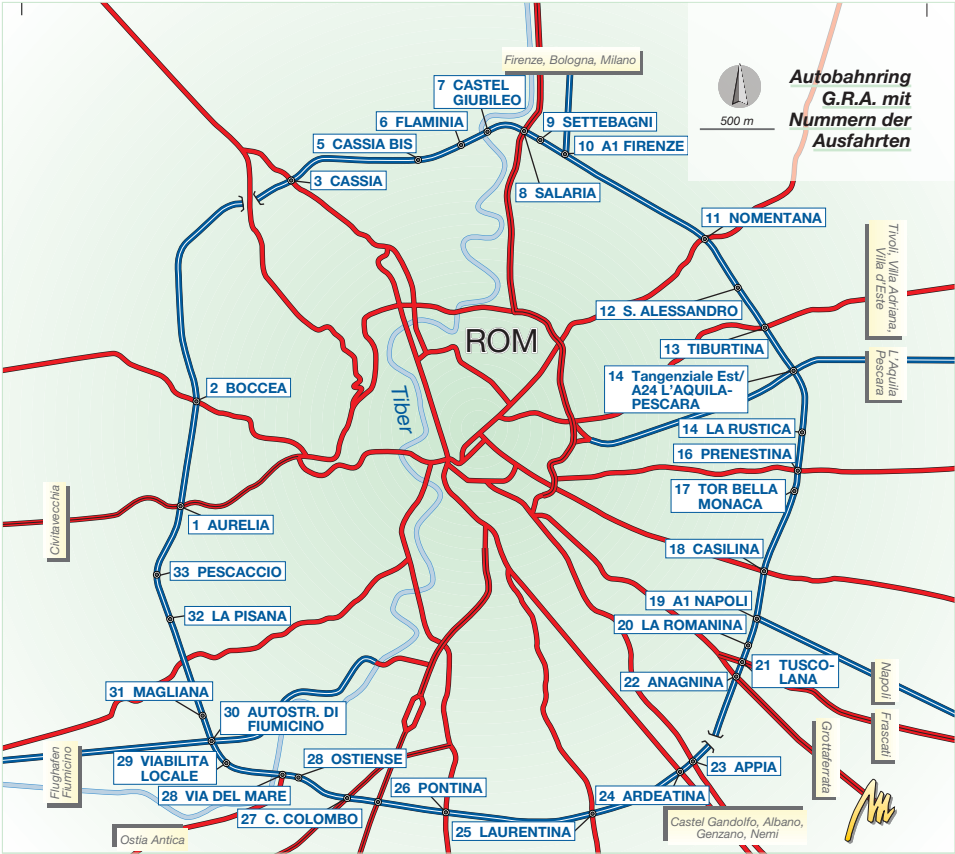 Firenze, Bologna, Milano
Autobahnring
G.R.A. mit
Nummern der
Ausfahrten
500 m
7 CASTEL
GIUBILEO
6 FLAMINIA
9 SETTEBAGNI
5 CASSIA BIS
10 A1 FIRENZE
3 CASSIA
8 SALARIA
11 NOMENTANA
Tivoli, Villa Adriana,
Villa d'Este
12 S. ALESSANDRO
ROM
13 TIBURTINA
L'Aquila
Pescara
14 Tangenziale Est/
A24 L'AQUILA-
PESCARA
2 BOCCEA
Tiber
14 LA RUSTICA
16 PRENESTINA
17 TOR BELLA
MONACA
Civitavecchia
1 AURELIA
18 CASILINA
33 PESCACCIO
19 A1 NAPOLI
32 LA PISANA
20 LA ROMANINA
21 TUSCO-
LANA
22 ANAGNINA
Napoli
31 MAGLIANA
30 AUTOSTR. DI
FIUMICINO
Frascati
Grottaferrata
Flughafen
Fiumicino
29 VIABILITA
LOCALE
28 OSTIENSE
23 APPIA
28 VIA DEL MARE
26 PONTINA
24 ARDEATINA
27 C. COLOMBO
25 LAURENTINA
Castel Gandolfo, Albano,
Genzano, Nemi
Ostia Antica